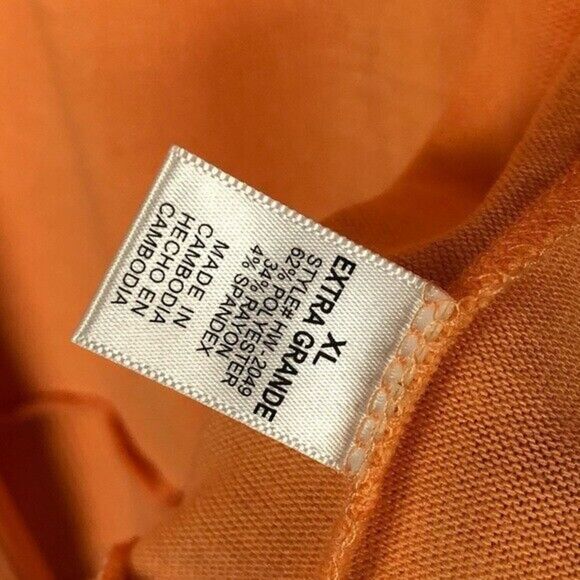 XL
EXTRA GRANDE
STYLE# HW-2049
62% POLYESTER
34% RAYON
4% SPANDEX
MADE IN
CAMBODIA
HECHO EN
CAMBODIA